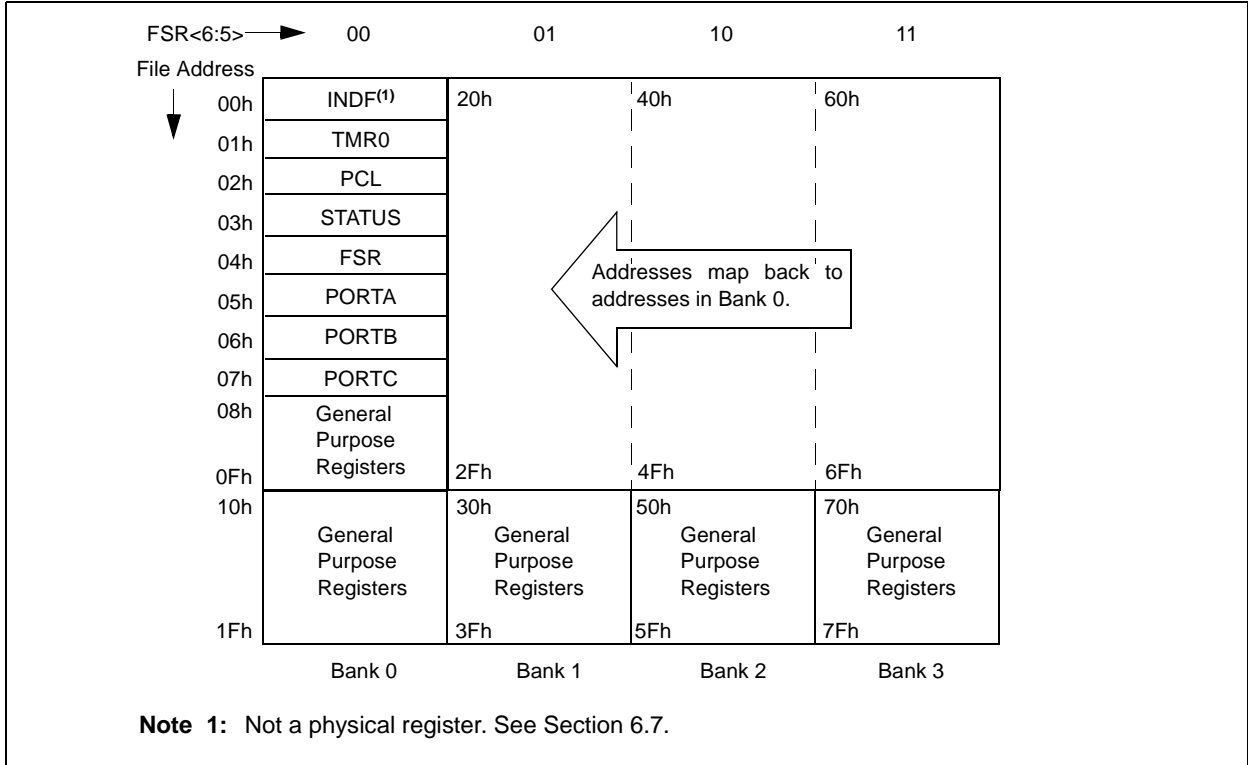 FSR<6:5> 00 01 10 11
File Address
00h INDF(1) 20h 40h 60h
01h TMR0
02h PCL
03h STATUS
04h FSR
05h PORTA
06h PORTB
07h PORTC
Addresses map back to
addresses in Bank 0.
08h General
Purpose
Registers
0Fh 2Fh 4Fh 6Fh
10h 30h 50h 70h
General General General General
Purpose Purpose Purpose Purpose
Registers Registers Registers Registers
1Fh 3Fh 5Fh 7Fh
Bank 0 Bank 1 Bank 2 Bank 3
Note 1: Not a physical register. See Section 6.7.